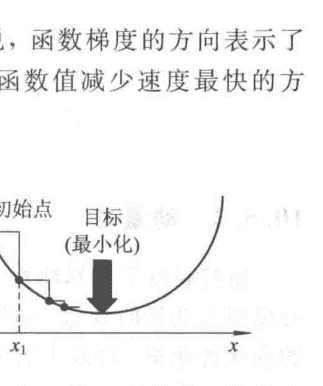 ，函数梯度的方向表示了
函数值减少速度最快的方
初始点
目标
(最小化)
x₁
x